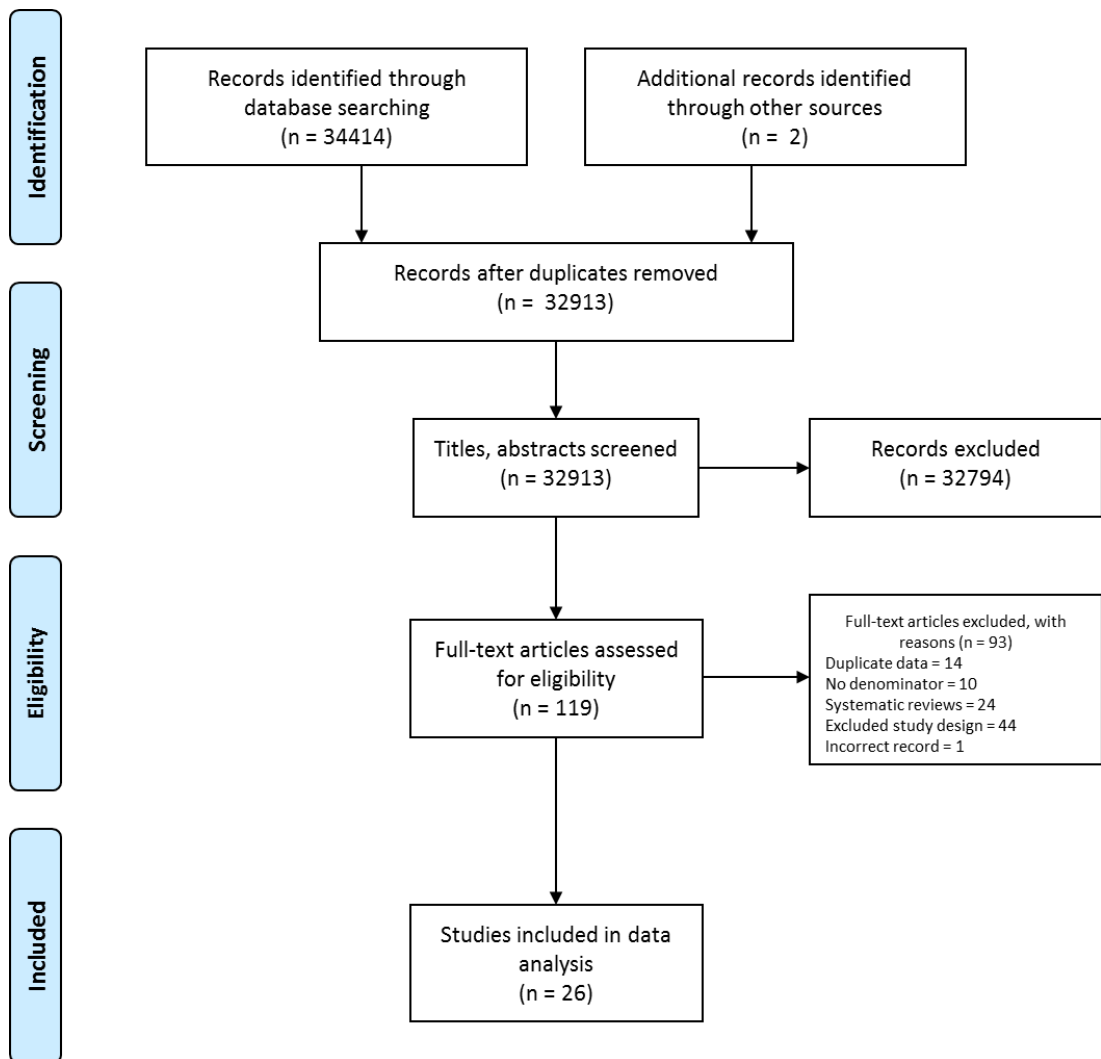 Identification
Records identified through
database searching
(n = 34414)
Additional records identified
through other sources
(n =  2)
Records after duplicates removed
(n =  32913)
Screening
Titles, abstracts screened
(n = 32913)
Records excluded
(n = 32794)
Eligibility
Full-text articles assessed
for eligibility
(n = 119)
Full-text articles excluded, with
reasons (n = 93)
Duplicate data = 14
No denominator = 10
Systematic reviews = 24
Excluded study design = 44
Incorrect record = 1
Included
Studies included in data
analysis
(n = 26)